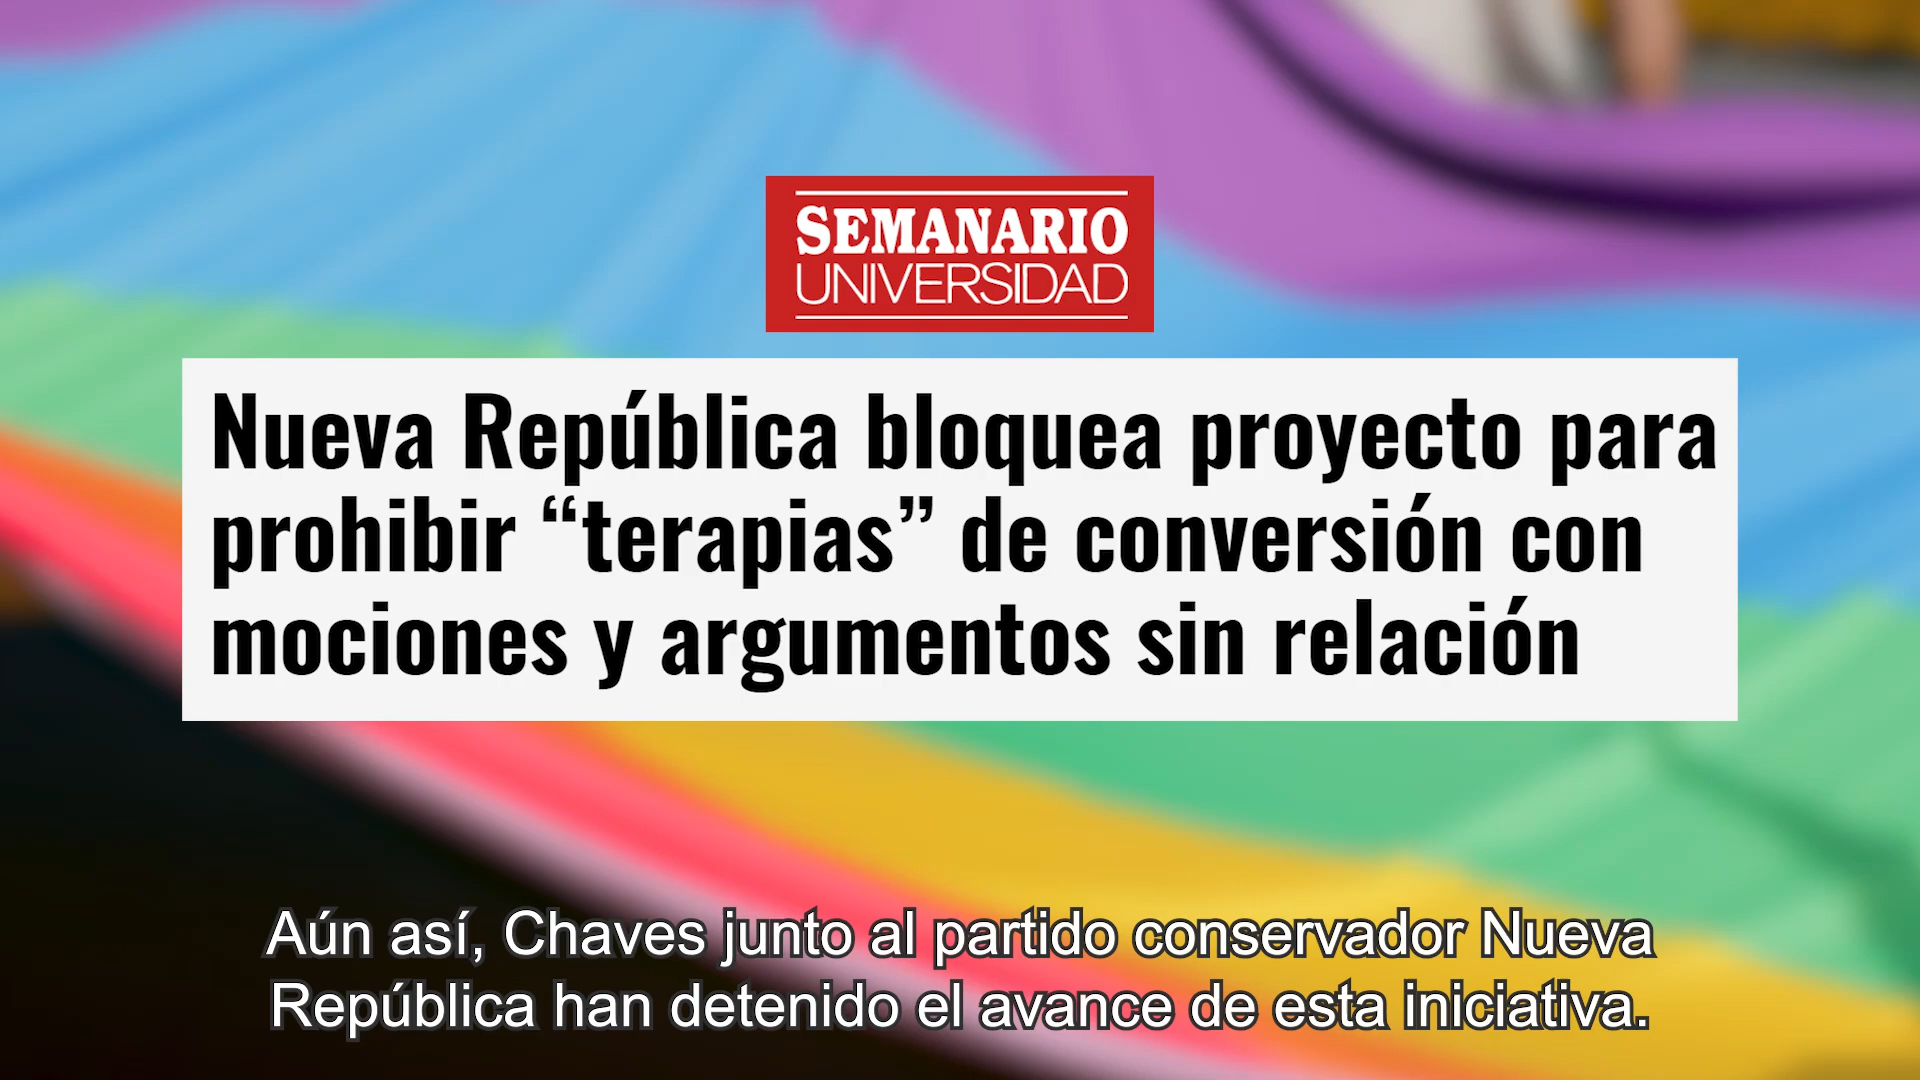 SEMANARIO
UNIVERSIDAD
Nueva República bloquea proyecto para
prohibir “terapias” de conversión con
mociones y argumentos sin relación
Aún así, Chaves junto al partido conservador Nueva
República han detenido el avance de esta iniciativa.